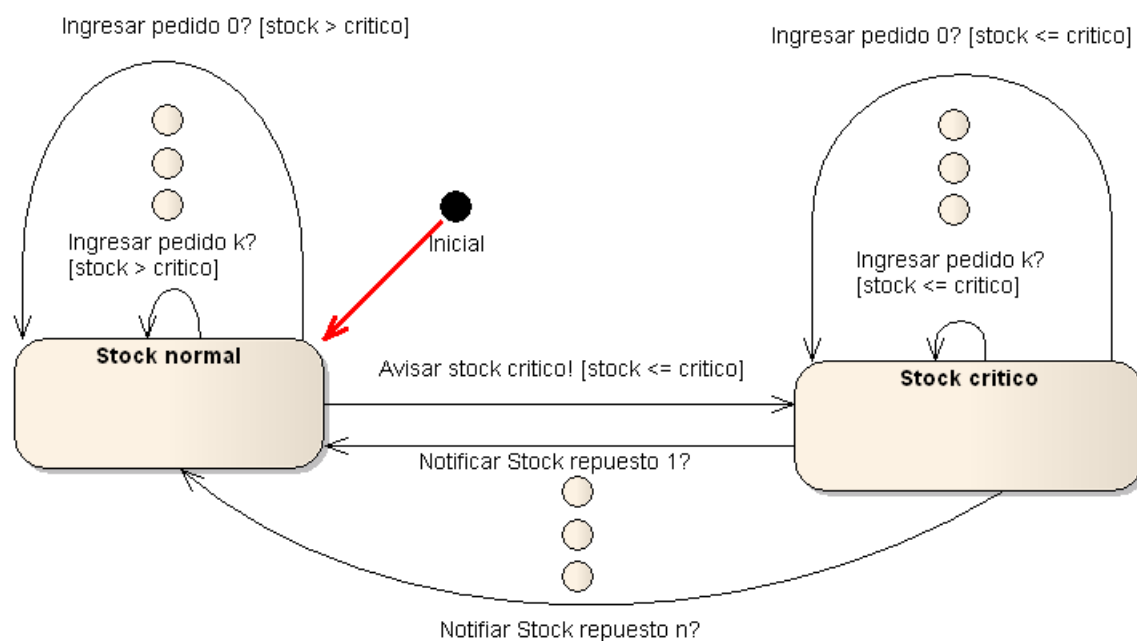 Ingresar pedido 0? [stock > critico]
Ingresar pedido 0? [stock <= critico]
Ingresar pedido k?
[stock > critico]
Inicial
Ingresar pedido k?
[stock <= critico]
Stock normal
Avisar stock critico! [stock <= critico]
Stock critico
Notificar Stock repuesto 1?
Notifiar Stock repuesto n?